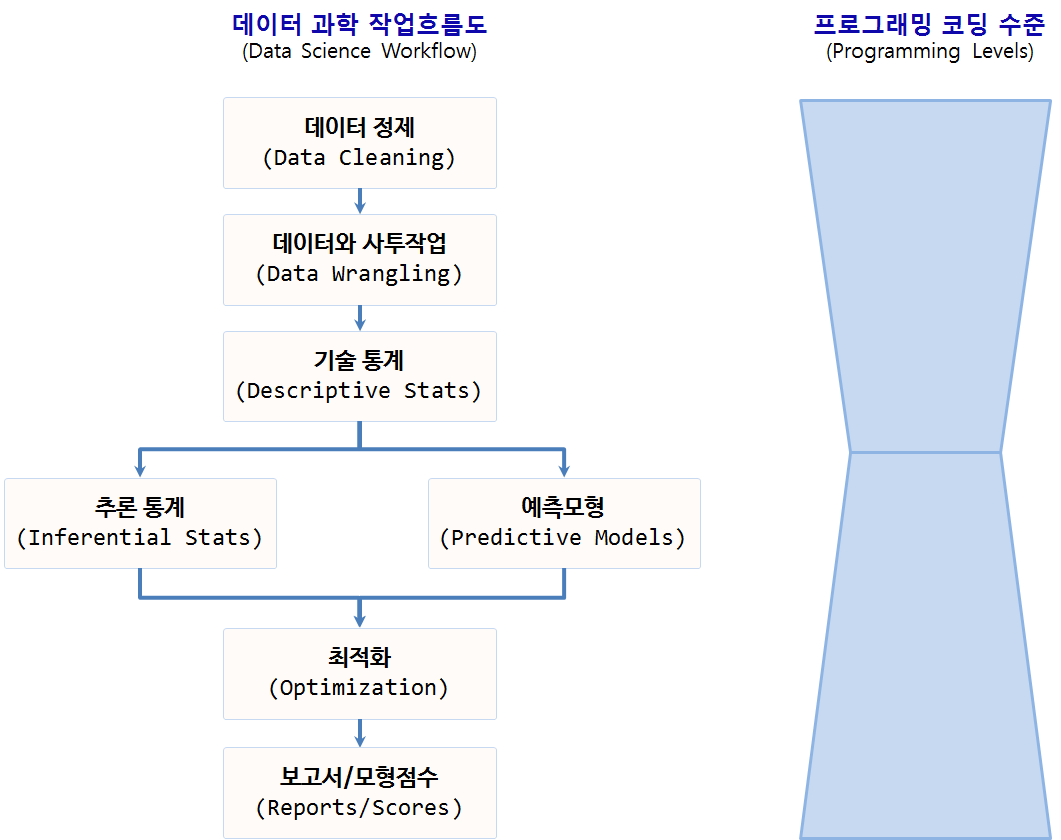 데이터 과학 작업흐름도
(Data Science Workflow)
프로그래밍 코딩 수준
(Programming Levels)
데이터 정제
(Data Cleaning)
데이터와 사투작업
(Data Wrangling)
기술 통계
(Descriptive Stats)
추론 통계
(Inferential Stats)
예측모형
(Predictive Models)
최적화
(Optimization)
보고서/모형점수
(Reports/Scores)